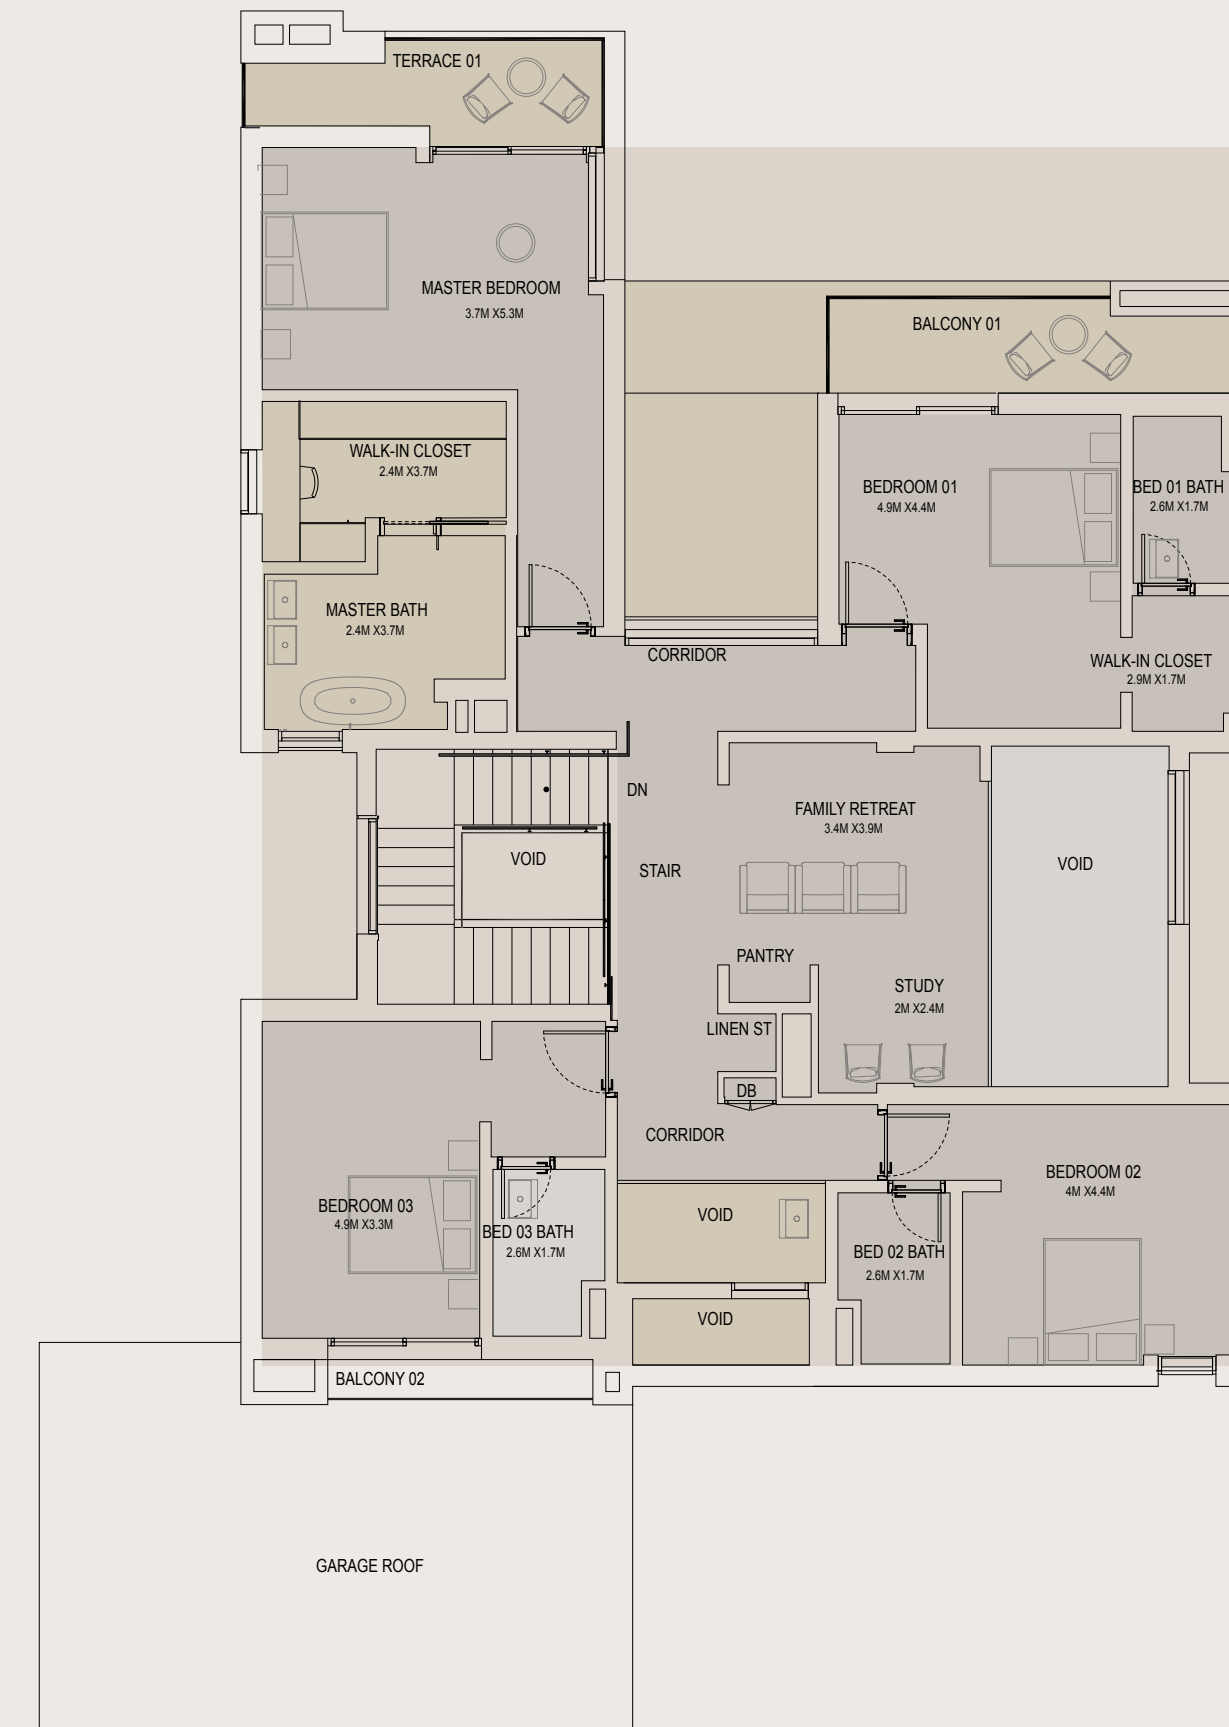 TERRACE 01
MASTER BEDROOM
3.7M X5.3M
BALCONY 01
WALK-IN CLOSET
2.4M X3.7M
BEDROOM 01
4.9M X4.4M
BED 01 BATH
2.6M X1.7M
MASTER BATH
2.4M X3.7M
CORRIDOR
WALK-IN CLOSET
2.9M X1.7M
DN
FAMILY RETREAT
3.4M X3.9M
VOID
STAIR
VOID
PANTRY
STUDY
2M X2.4M
LINEN ST
DB
CORRIDOR
BEDROOM 02
4M X4.4M
BEDROOM 03
4.9M X3.3M
VOID
BED 03 BATH
2.6M X1.7M
BED 02 BATH
2.6M X1.7M
VOID
BALCONY 02
GARAGE ROOF